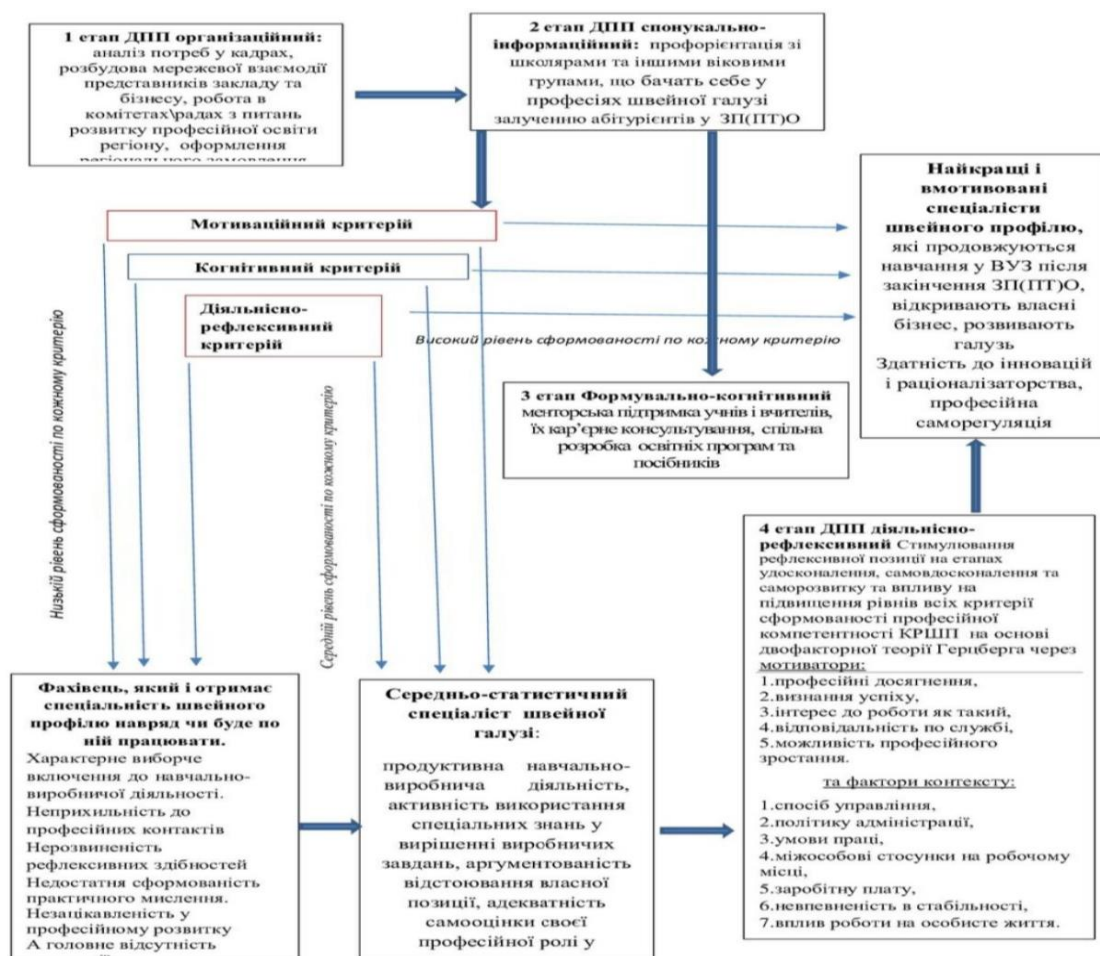 1 етап ДПП організаційний:
аналіз потреб у кадрах,
розбудова мережевої взаємодії
представників закладу та
бізнесу, робота в
комітетах\радах з питань
розвитку професійної освіти
регіону, оформлення
регіонального замовлення
2 етап ДПП спонукально-
інформаційний: профорієнтація зі
школярами та іншими віковими
групами, що бачать себе у
професіях швейної галузі
залученню абітурієнтів у ЗП(ПТ)О
Найкращі і
вмотивовані
спеціалісти
швейного профілю,
які продовжуються
навчання у ВУЗ після
закінчення ЗП(ПТ)О,
відкривають власні
бізнес, розвивають
галузь
Здатність до інновацій
і раціоналізаторства,
професійна
саморегуляція
Мотиваційний критерій
Когнітивний критерій
Діяльнісно-
рефлексивний
критерій
Високий рівень сформованості по кожному критерію
Низькій рівень сформованості по кожному критерію
Середній рівень сформованості по кожному критерію
3 етап Формувально-когнітивний
менторська підтримка учнів і вчителів,
їх кар’єрне консультування, спільна
розробка освітніх програм та
посібників
4 етап ДПП діяльнісно-
рефлексивний Стимулювання
рефлексивної позиції на етапах
удосконалення, самовдосконалення та
саморозвитку та впливу на
підвищення рівнів всіх критерії
сформованості професійної
компетентності КРШП на основі
двофакторної теорії Герцберга через
мотиватори:
1.професійні досягнення,
2.визнання успіху,
3.інтерес до роботи як такий,
4.відповідальність по службі,
5.можливість професійного
зростання.
та фактори контексту:
1.спосіб управління,
2.політику адміністрації,
3.умови праці,
4.міжособові стосунки на робочому
місці,
5.заробітну плату,
6.невпевненість в стабільності,
7.вплив роботи на особисте життя.
Фахівець, який і отримає
спеціальність швейного
профілю навряд чи буде по
ній працювати.
Характерне виборче
включення до навчально-
виробничої діяльності.
Неприхильність до
професійних контактів
Нерозвиненість
рефлексивних здібностей
Недостатня сформованість
практичного мислення.
Незацікавленість у
професійному розвитку
А головне відсутність
Середньо-статистичний
спеціаліст швейної
галузі:
продуктивна навчально-
виробнича діяльність,
активність використання
спеціальних знань у
вирішенні виробничих
завдань, аргументованість
відстоювання власної
позиції, адекватність
самооцінки своєї
професійної ролі у